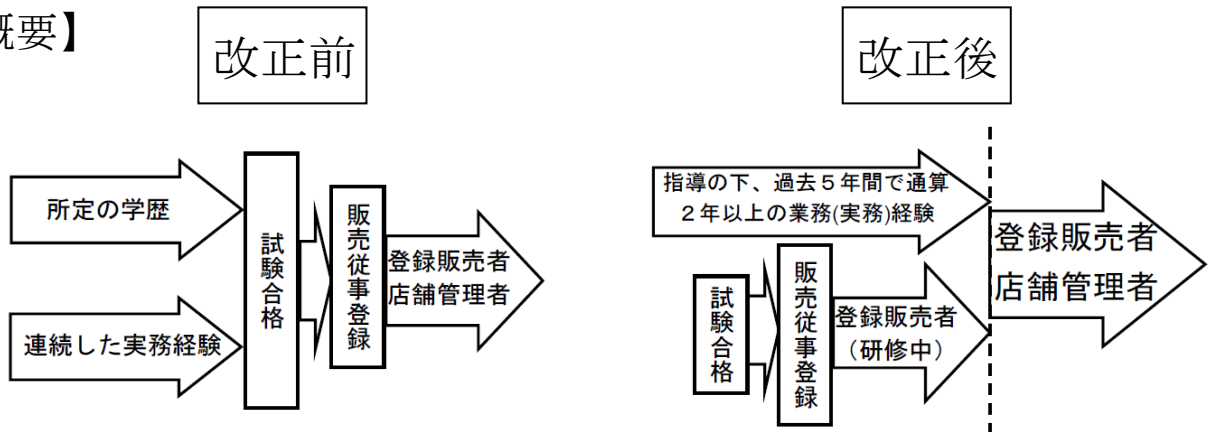 概要】
改正前
改正後
所定の学歴
連続した実務経験
試験合格
販売従事登録
登録販売者
店舗管理者
指導の下、過去５年間で通算
２年以上の業務(実務)経験
試験合格
販売従事登録
登録販売者
（研修中）
登録販売者
店舗管理者